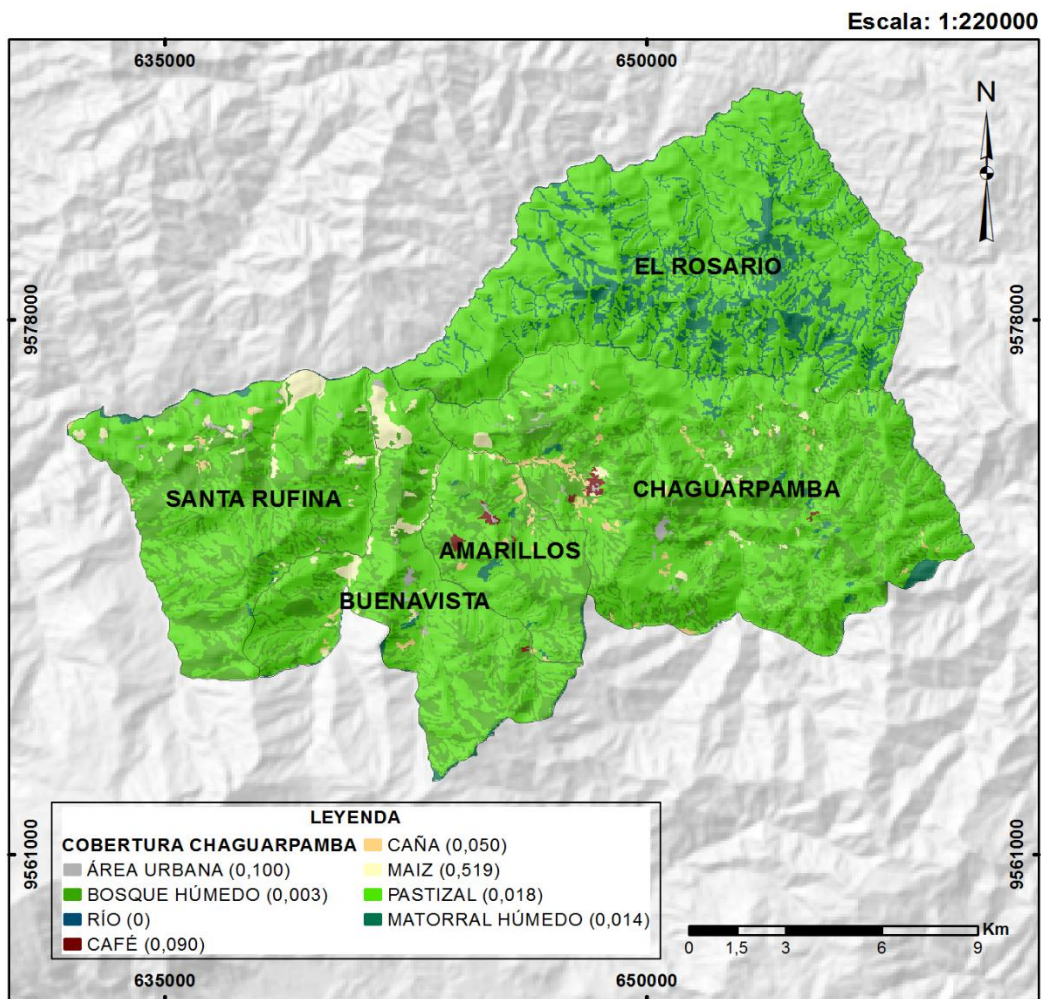 Escala: 1:220000
635000 650000
N
9578000 9578000
EL ROSARIO
SANTA RUFINA
CHAGUARPAMBA
AMARILLOS
BUENAVISTA
LEYENDA
COBERTURA CHAGUARPAMBA
ÁREA URBANA (0,100)
BOSQUE HÚMEDO (0,003)
RÍO (0)
CAFÉ (0,090)
CAÑA (0,050)
MAIZ (0,519)
PASTIZAL (0,018)
MATORRAL HÚMEDO (0,014)
9561000 9561000
Km
0 1,5 3 6 9
635000 650000